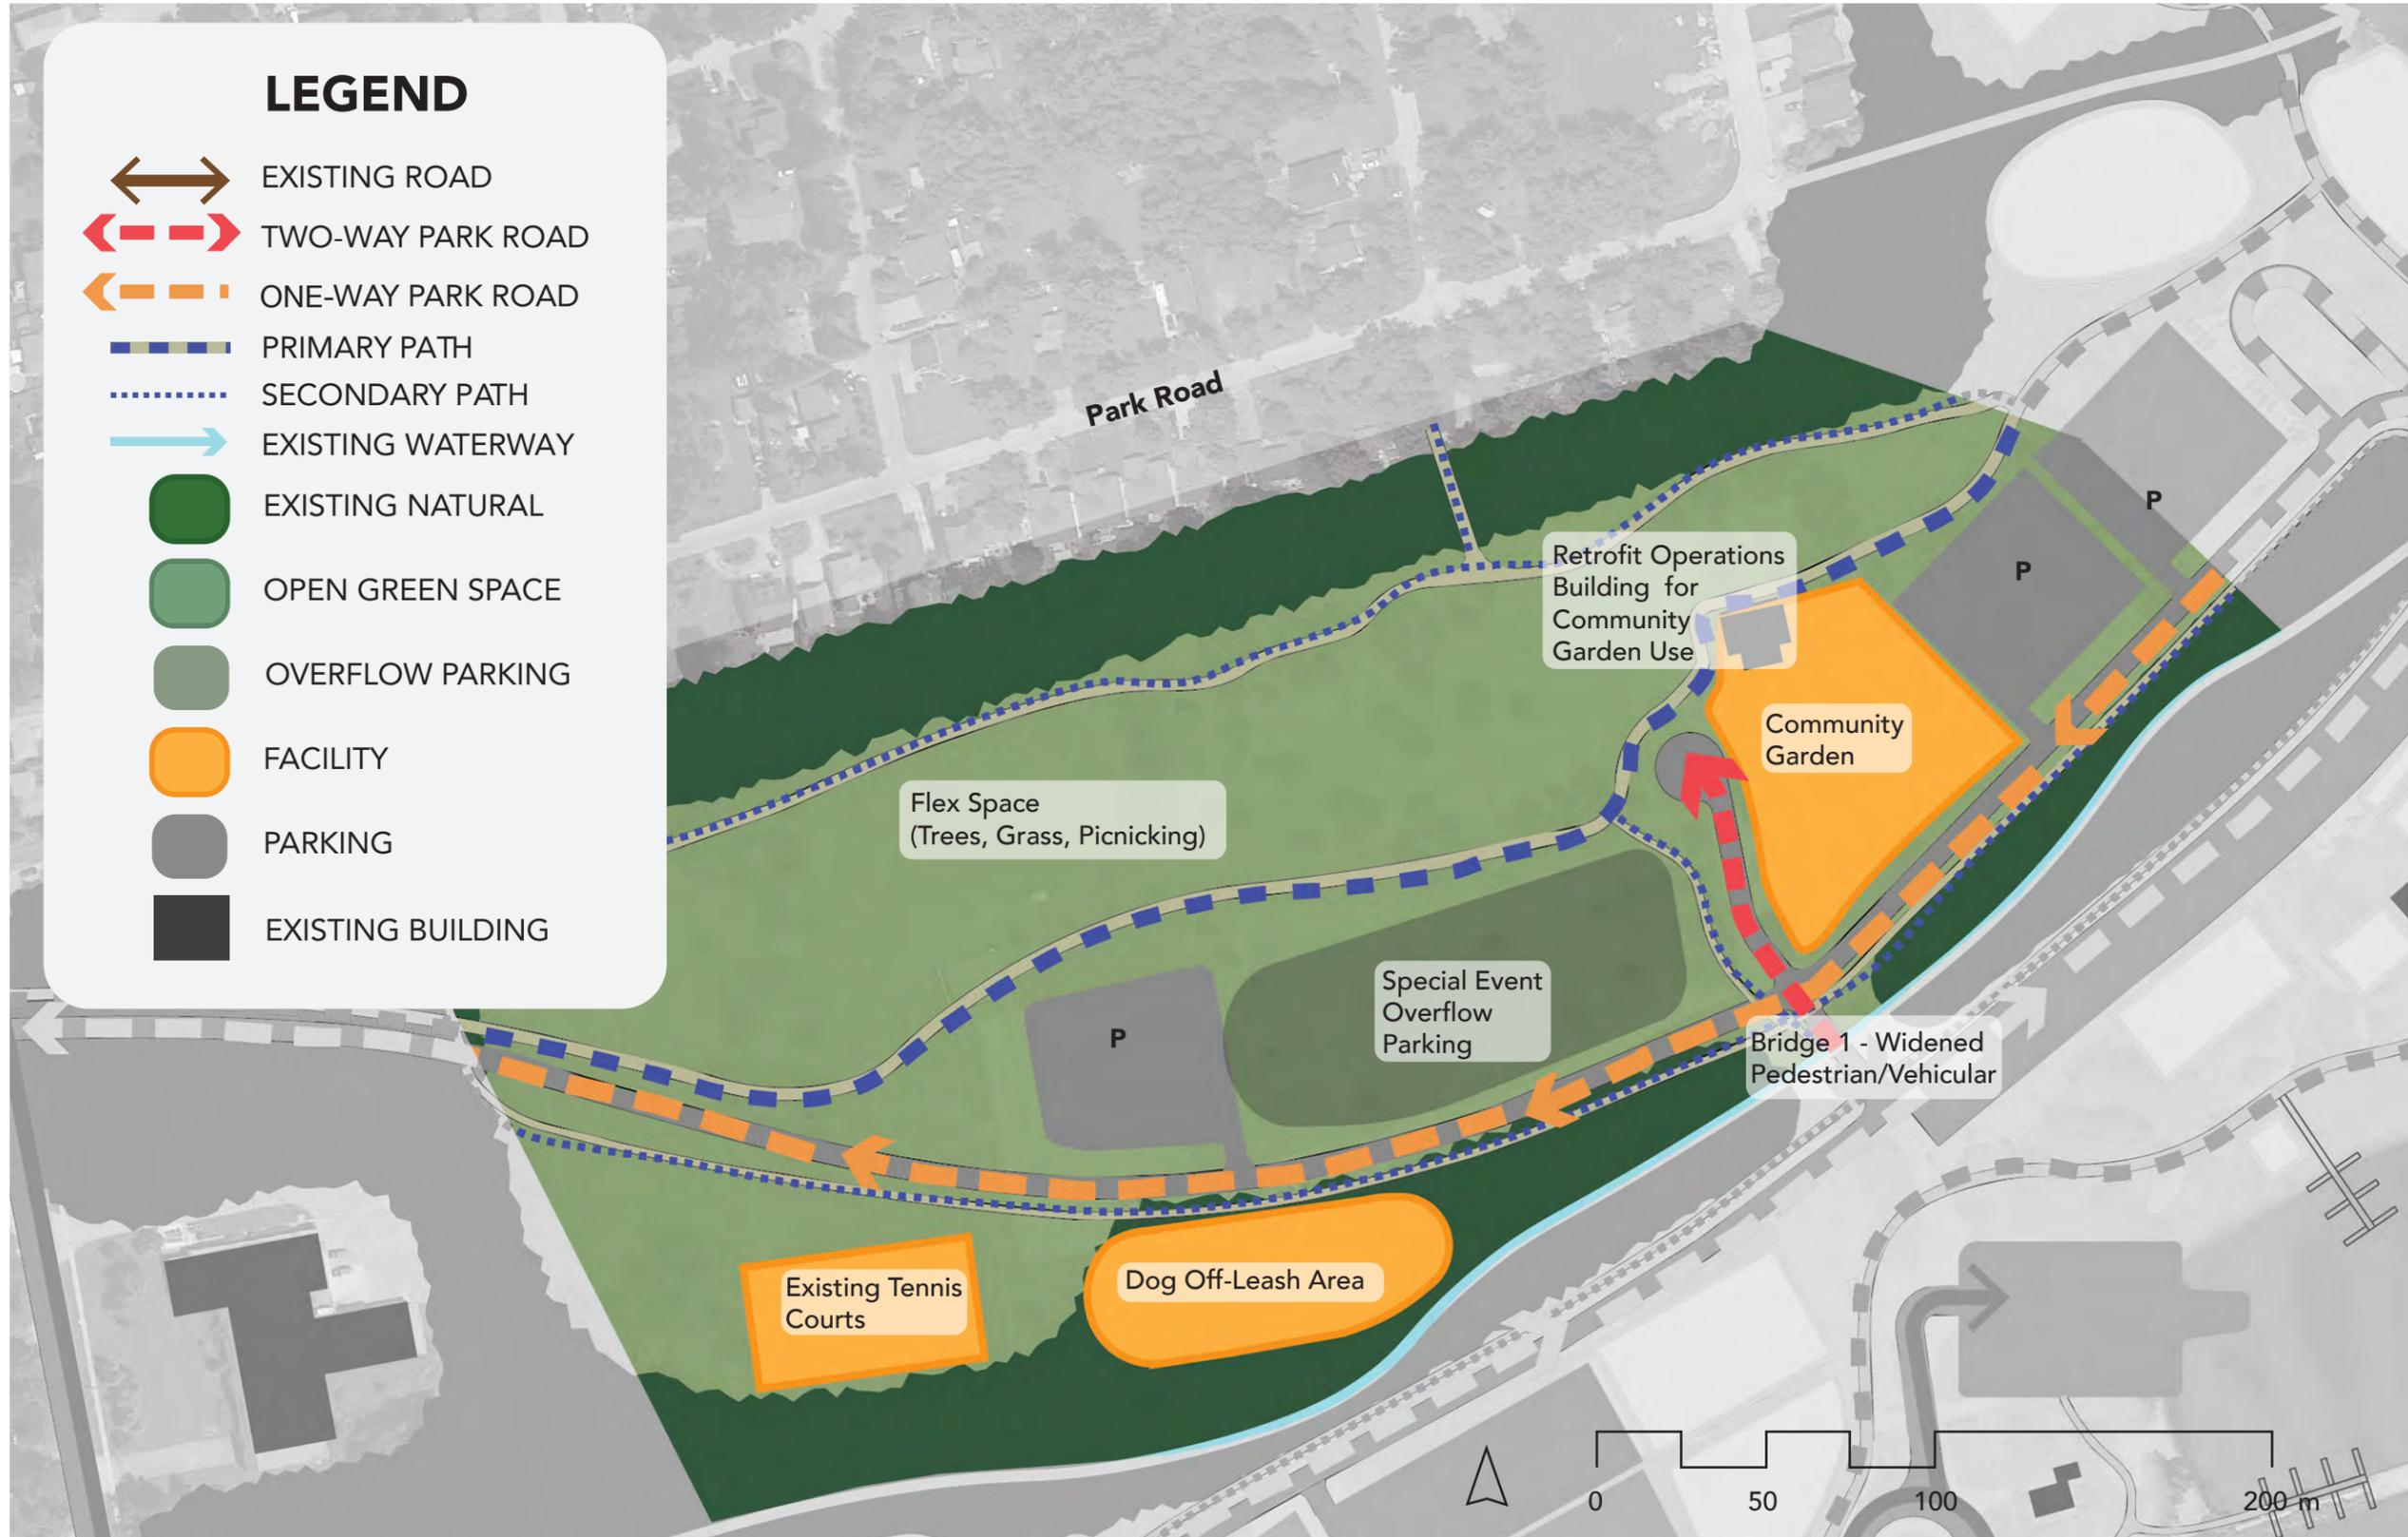 LEGEND
EXISTING ROAD
TWO-WAY PARK ROAD
ONE-WAY PARK ROAD
PRIMARY PATH
SECONDARY PATH
EXISTING WATERWAY
EXISTING NATURAL
OPEN GREEN SPACE
OVERFLOW PARKING
FACILITY
PARKING
EXISTING BUILDING
Park Road
P
P
Retrofit Operations
Building for
Community
Garden Use
Community
Garden
Flex Space
(Trees, Grass, Picnicking)
Special Event
Overflow
Parking
P
Bridge 1 - Widened
Pedestrian/Vehicular
Existing Tennis
Courts
Dog Off-Leash Area
0 50 100 200 m